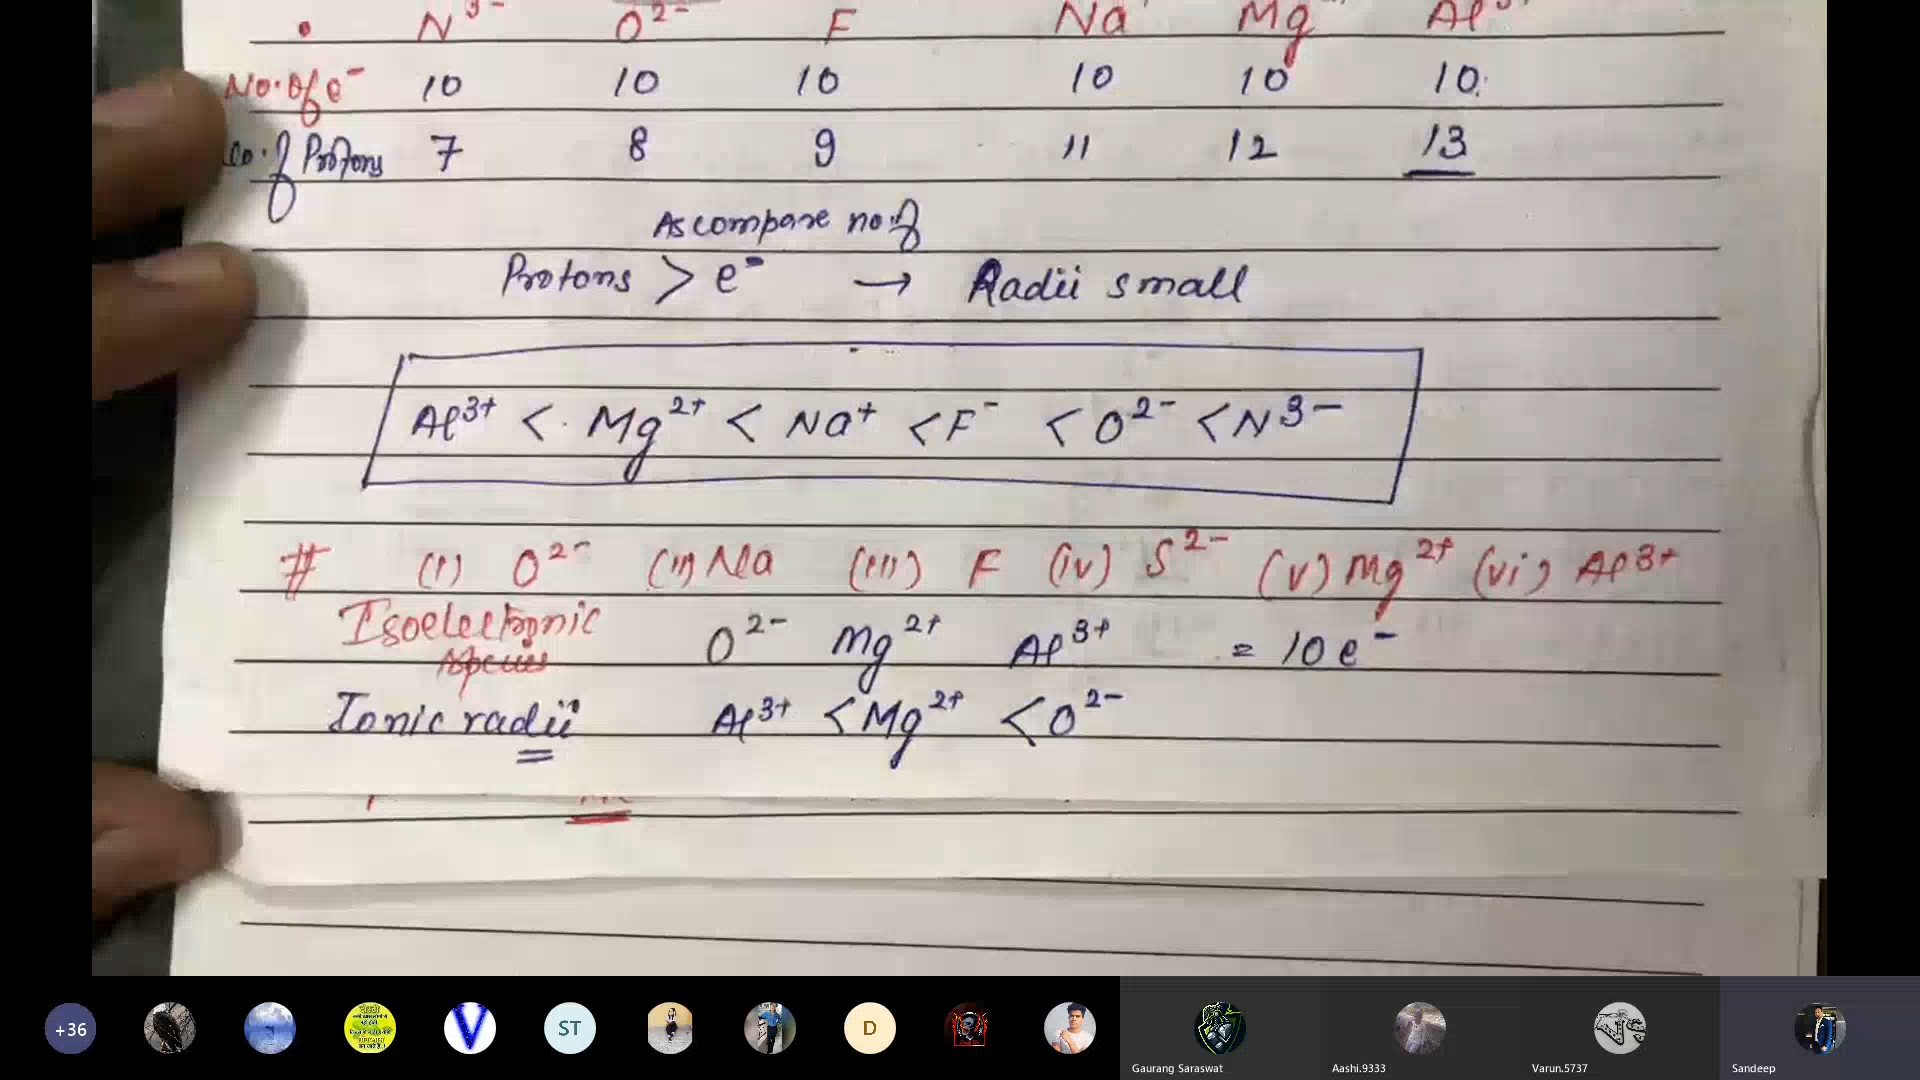 • N³⁻ O²⁻ F Na Mg Al³⁺
No. of e⁻ 10 10 10 10 10 10
No. of Protons 7 8 9 11 12 13
As compare no. of
Protons > e⁻ → Radii small
Al³⁺ < Mg²⁺ < Na⁺ < F⁻ < O²⁻ < N³⁻
# (i) O²⁻ (ii) Na (iii) F (iv) S²⁻ (v) Mg²⁺ (vi) Al³⁺
Isoelectronic O²⁻ Mg²⁺ Al³⁺ = 10 e⁻
species
Ionic radii Al³⁺ < Mg²⁺ < O²⁻
+36 ST D
Gaurang Saraswat Aashi.9333 Varun.5737 Sandeep